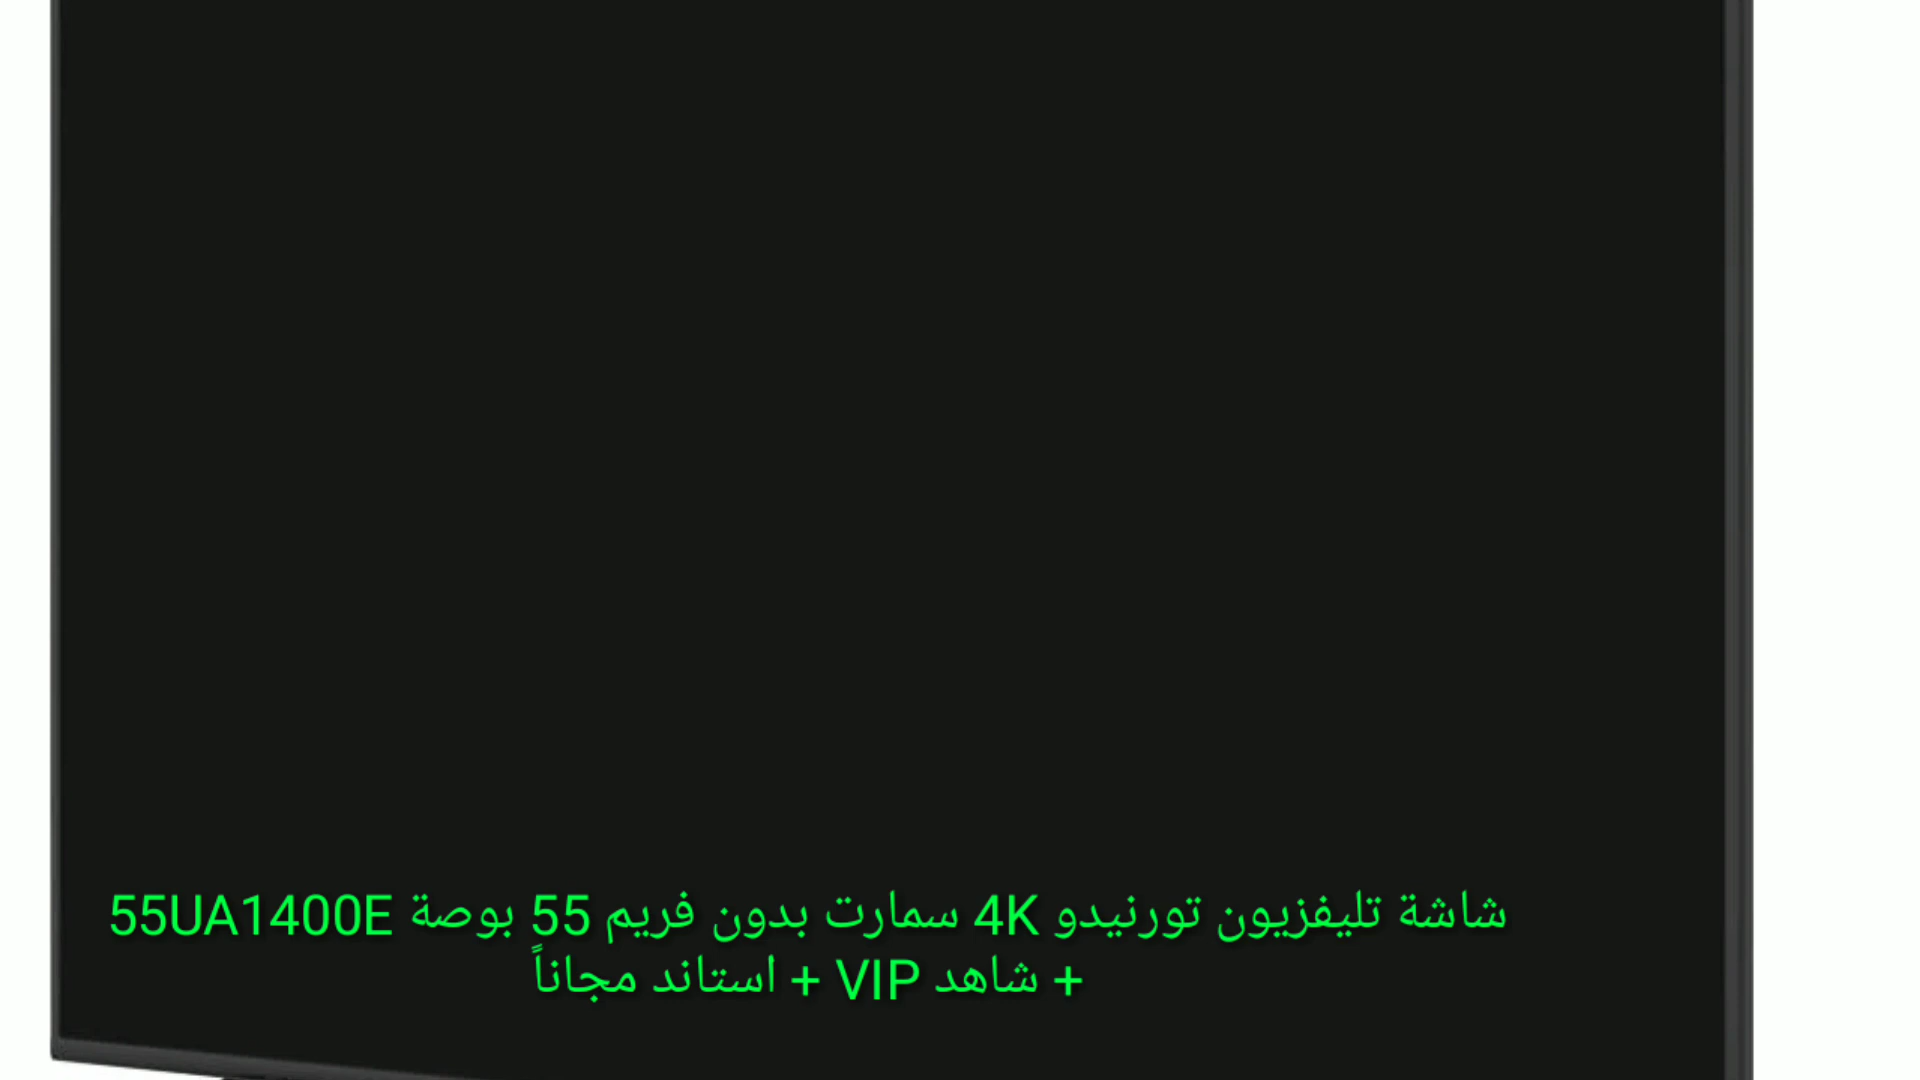 شاشة تليفزيون تورنيدو 4K سمارت بدون فريم 55 بوصة 55UA1400E
+ شاهد VIP + استاند مجاناً